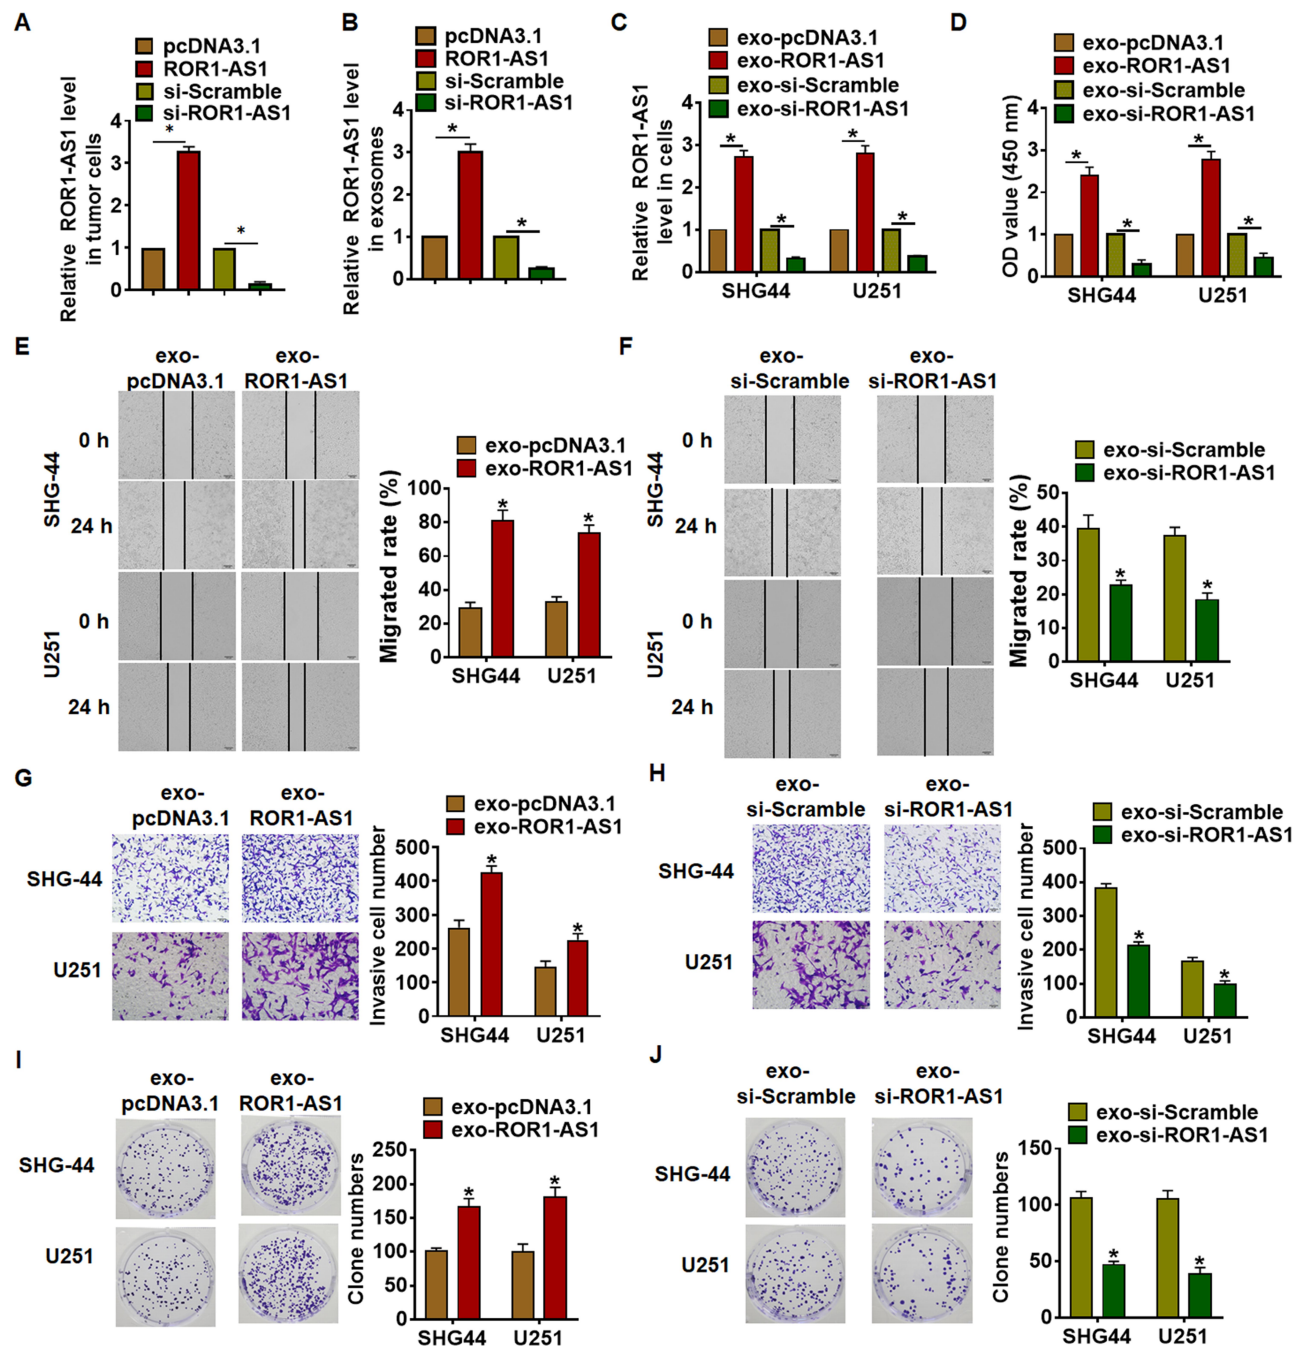 A
pcDNA3.1
ROR1-AS1
si-Scramble
si-ROR1-AS1
Relative ROR1-AS1 level
in tumor cells
4
3
2
1
0
*
*
B
pcDNA3.1
ROR1-AS1
si-Scramble
si-ROR1-AS1
Relative ROR1-AS1 level
in exosomes
4
3
2
1
0
*
*
C
exo-pcDNA3.1
exo-ROR1-AS1
exo-si-Scramble
exo-si-ROR1-AS1
Relative ROR1-AS1
level in cells
4
3
2
1
0
*
*
*
*
SHG44
U251
D
exo-pcDNA3.1
exo-ROR1-AS1
exo-si-Scramble
exo-si-ROR1-AS1
OD value (450 nm)
4
3
2
1
0
*
*
*
*
SHG44
U251
E
exo-
pcDNA3.1
exo-
ROR1-AS1
SHG-44
0 h
24 h
U251
0 h
24 h
exo-pcDNA3.1
exo-ROR1-AS1
Migrated rate (%)
100
80
60
40
20
0
*
*
SHG44
U251
F
exo-
si-Scramble
exo-
si-ROR1-AS1
SHG-44
0 h
24 h
U251
0 h
24 h
exo-si-Scramble
exo-si-ROR1-AS1
Migrated rate (%)
50
40
30
20
10
0
*
*
SHG44
U251
G
exo-
pcDNA3.1
exo-
ROR1-AS1
SHG-44
U251
exo-pcDNA3.1
exo-ROR1-AS1
Invasive cell number
500
400
300
200
100
0
*
*
SHG44
U251
H
exo-
si-Scramble
exo-
si-ROR1-AS1
SHG-44
U251
exo-si-Scramble
exo-si-ROR1-AS1
Invasive cell number
500
400
300
200
100
0
*
*
SHG44
U251
I
exo-
pcDNA3.1
exo-
ROR1-AS1
SHG-44
U251
exo-pcDNA3.1
exo-ROR1-AS1
Clone numbers
250
200
150
100
50
0
*
*
SHG44
U251
J
exo-
si-Scramble
exo-
si-ROR1-AS1
SHG-44
U251
exo-si-Scramble
exo-si-ROR1-AS1
Clone numbers
150
100
50
0
*
*
SHG44
U251